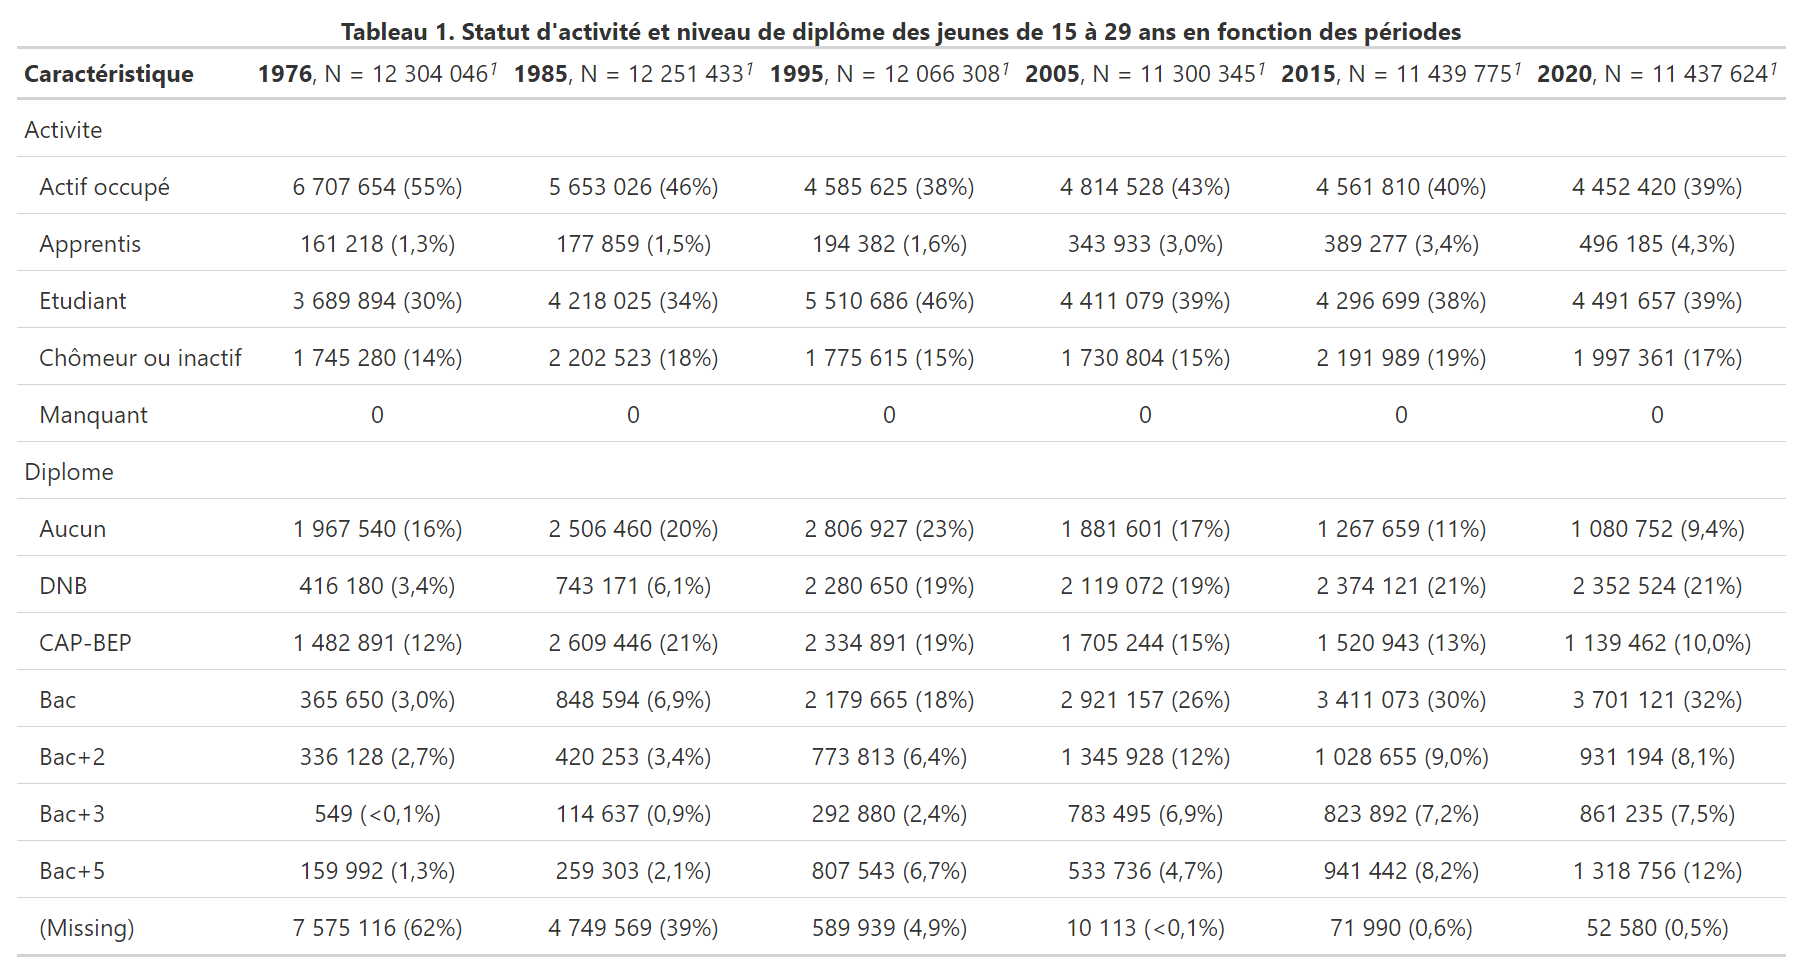 Tableau 1. Statut d'activité et niveau de diplôme des jeunes de 15 à 29 ans en fonction des périodes
Caractéristique 1976, N = 12 304 046¹ 1985, N = 12 251 433¹ 1995, N = 12 066 308¹ 2005, N = 11 300 345¹ 2015, N = 11 439 775¹ 2020, N = 11 437 624¹
Activite
Actif occupé 6 707 654 (55%) 5 653 026 (46%) 4 585 625 (38%) 4 814 528 (43%) 4 561 810 (40%) 4 452 420 (39%)
Apprentis 161 218 (1,3%) 177 859 (1,5%) 194 382 (1,6%) 343 933 (3,0%) 389 277 (3,4%) 496 185 (4,3%)
Etudiant 3 689 894 (30%) 4 218 025 (34%) 5 510 686 (46%) 4 411 079 (39%) 4 296 699 (38%) 4 491 657 (39%)
Chômeur ou inactif 1 745 280 (14%) 2 202 523 (18%) 1 775 615 (15%) 1 730 804 (15%) 2 191 989 (19%) 1 997 361 (17%)
Manquant 0 0 0 0 0 0
Diplome
Aucun 1 967 540 (16%) 2 506 460 (20%) 2 806 927 (23%) 1 881 601 (17%) 1 267 659 (11%) 1 080 752 (9,4%)
DNB 416 180 (3,4%) 743 171 (6,1%) 2 280 650 (19%) 2 119 072 (19%) 2 374 121 (21%) 2 352 524 (21%)
CAP-BEP 1 482 891 (12%) 2 609 446 (21%) 2 334 891 (19%) 1 705 244 (15%) 1 520 943 (13%) 1 139 462 (10,0%)
Bac 365 650 (3,0%) 848 594 (6,9%) 2 179 665 (18%) 2 921 157 (26%) 3 411 073 (30%) 3 701 121 (32%)
Bac+2 336 128 (2,7%) 420 253 (3,4%) 773 813 (6,4%) 1 345 928 (12%) 1 028 655 (9,0%) 931 194 (8,1%)
Bac+3 549 (<0,1%) 114 637 (0,9%) 292 880 (2,4%) 783 495 (6,9%) 823 892 (7,2%) 861 235 (7,5%)
Bac+5 159 992 (1,3%) 259 303 (2,1%) 807 543 (6,7%) 533 736 (4,7%) 941 442 (8,2%) 1 318 756 (12%)
(Missing) 7 575 116 (62%) 4 749 569 (39%) 589 939 (4,9%) 10 113 (<0,1%) 71 990 (0,6%) 52 580 (0,5%)